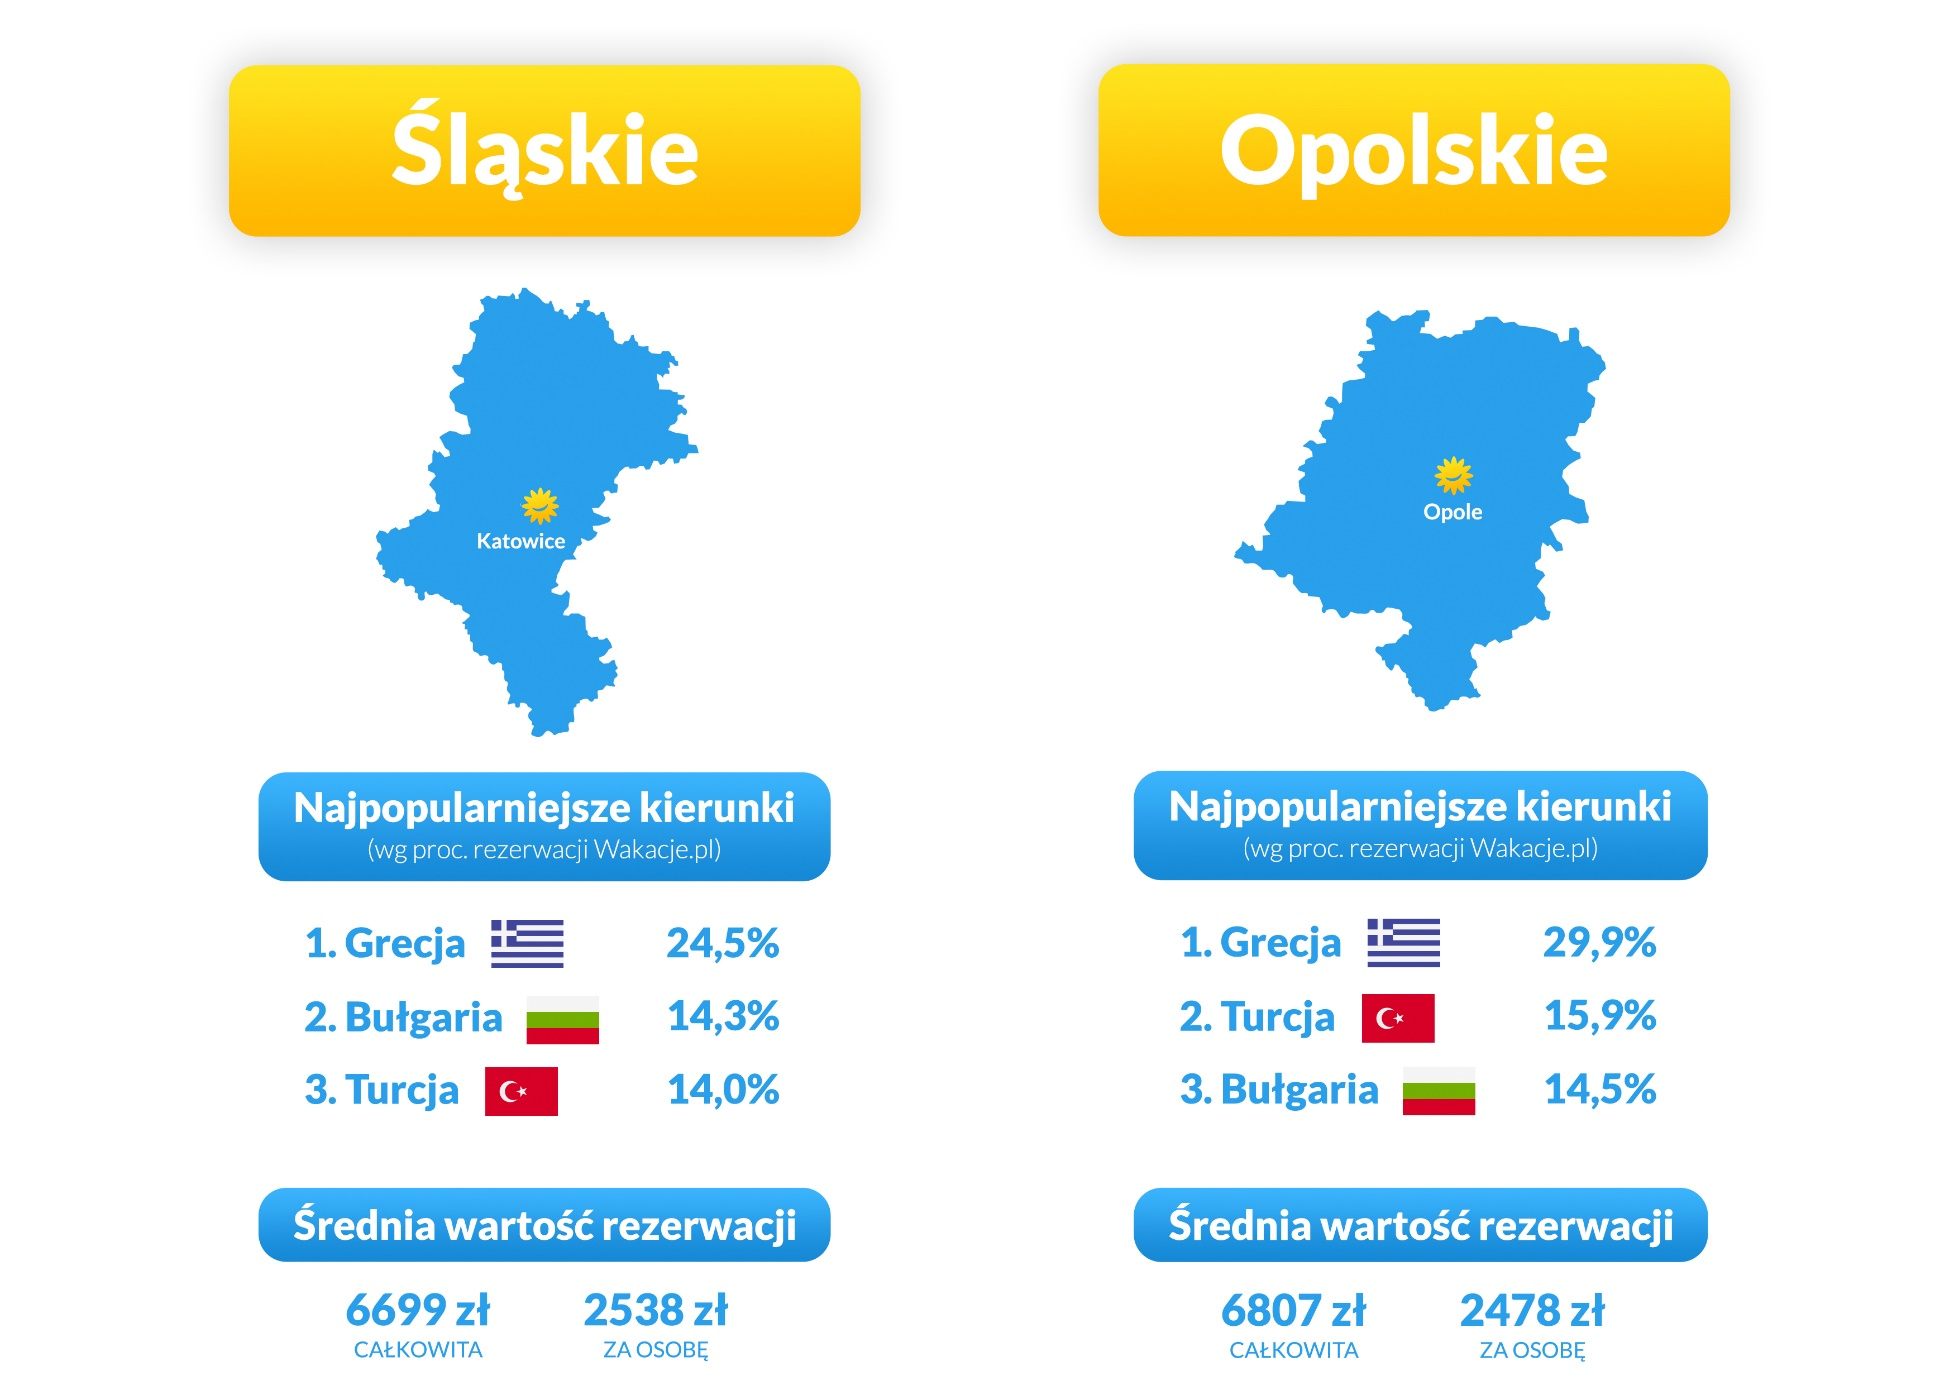 Śląskie
Katowice
Najpopularniejsze kierunki
(wg proc. rezerwacji Wakacje.pl)
1. Grecja 24,5%
2. Bułgaria 14,3%
3. Turcja 14,0%
Średnia wartość rezerwacji
6699 zł 2538 zł
CAŁKOWITA ZA OSOBĘ
Opolskie
Opole
Najpopularniejsze kierunki
(wg proc. rezerwacji Wakacje.pl)
1. Grecja 29,9%
2. Turcja 15,9%
3. Bułgaria 14,5%
Średnia wartość rezerwacji
6807 zł 2478 zł
CAŁKOWITA ZA OSOBĘ